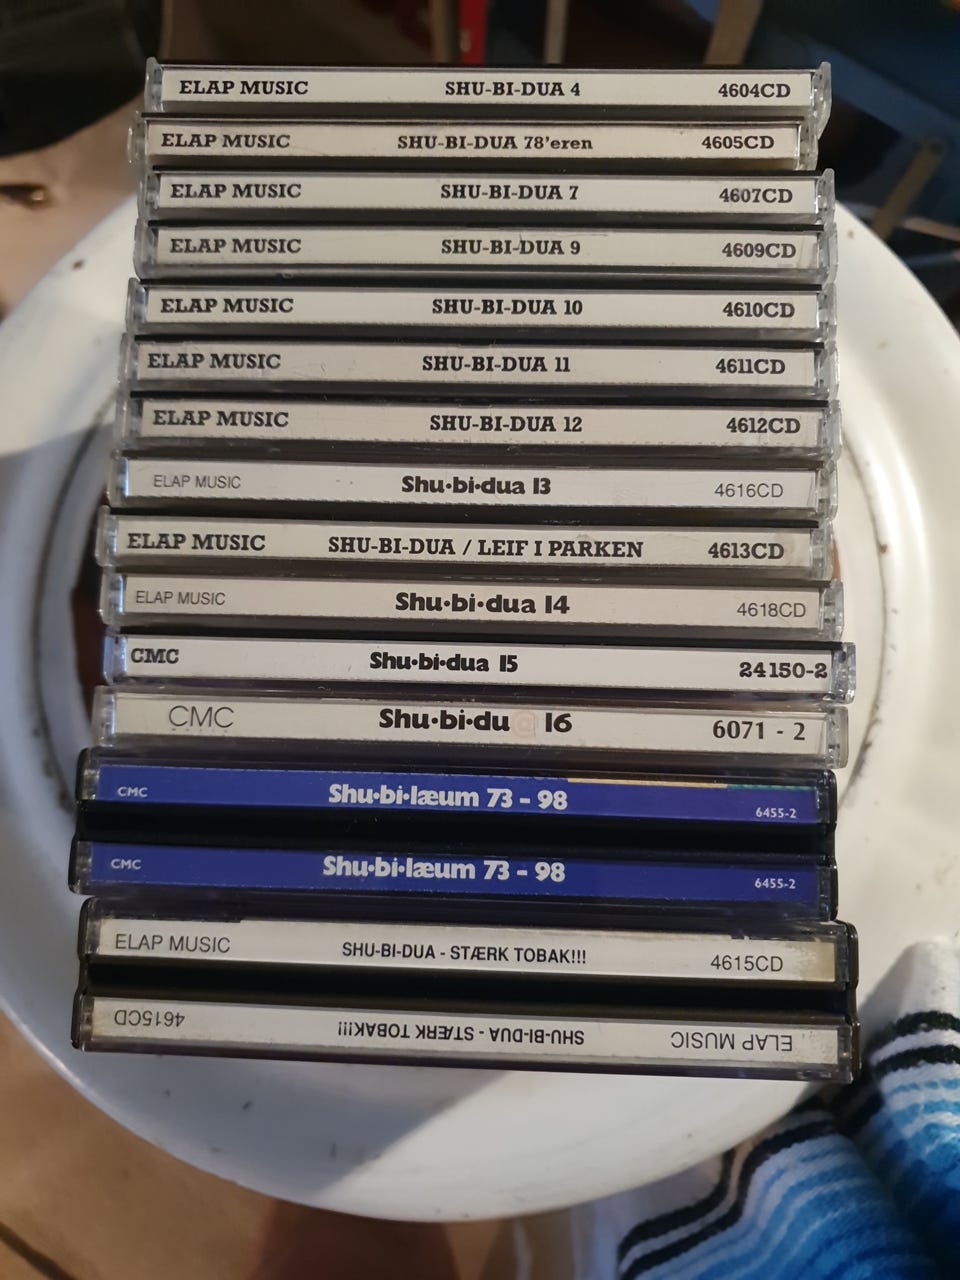 ELAP MUSIC SHU-BI-DUA 4 4604CD
ELAP MUSIC SHU-BI-DUA 78'eren 4605CD
ELAP MUSIC SHU-BI-DUA 7 4607CD
ELAP MUSIC SHU-BI-DUA 9 4609CD
ELAP MUSIC SHU-BI-DUA 10 4610CD
ELAP MUSIC SHU-BI-DUA 11 4611CD
ELAP MUSIC SHU-BI-DUA 12 4612CD
ELAP MUSIC Shu·bi·dua 13 4616CD
ELAP MUSIC SHU-BI-DUA / LEIF I PARKEN 4613CD
ELAP MUSIC Shu·bi·dua 14 4618CD
CMC Shu·bi·dua 15 24150-2
CMC Shu·bi·du@ 16 6071 - 2
CMC Shu·bi·læum 73 - 98 6455-2
CMC Shu·bi·læum 73 - 98 6455-2
ELAP MUSIC SHU-BI-DUA - STÆRK TOBAK!!! 4615CD
ELAP MUSIC SHU-BI-DUA - STÆRK TOBAK!!! 4615CD